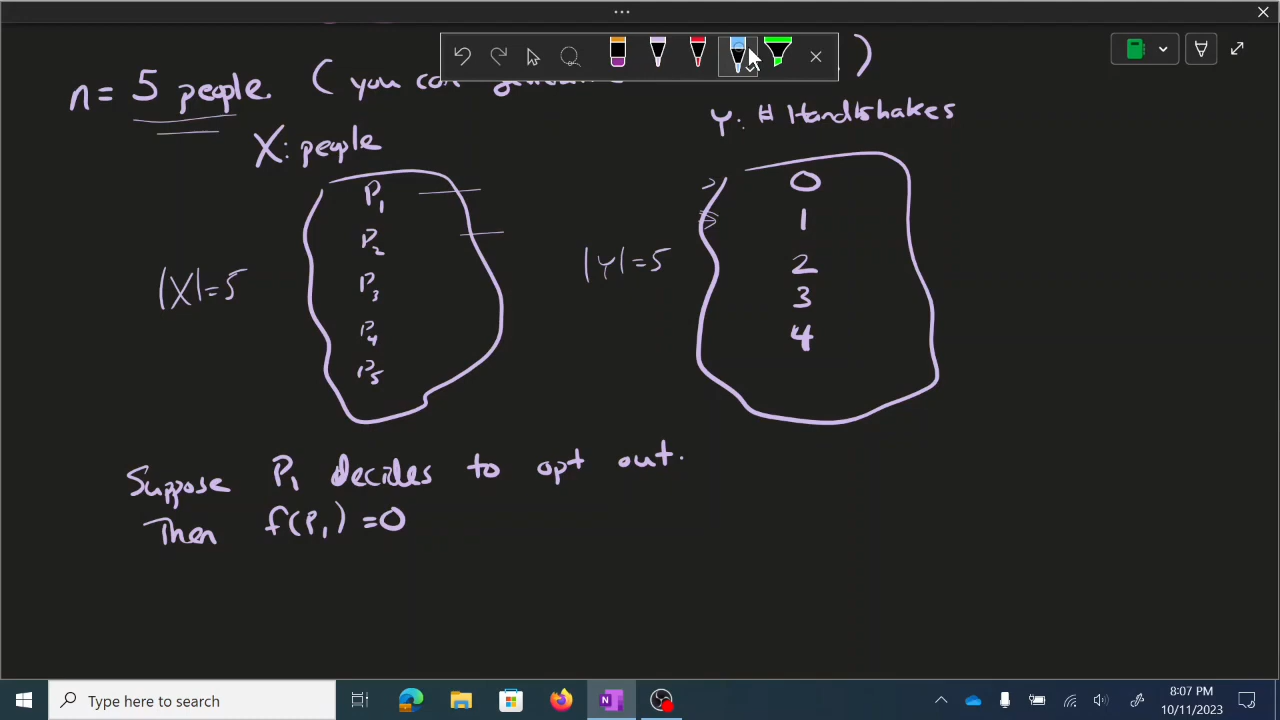 n = 5 people. (you can )
X: people
Y: # Handshakes
P1
P2
P3
P4
P5
|X|=5
0
1
2
3
4
|Y|=5
Suppose P1 decides to opt out.
Then f(P1) = 0
Type here to search
8:07 PM
10/11/2023